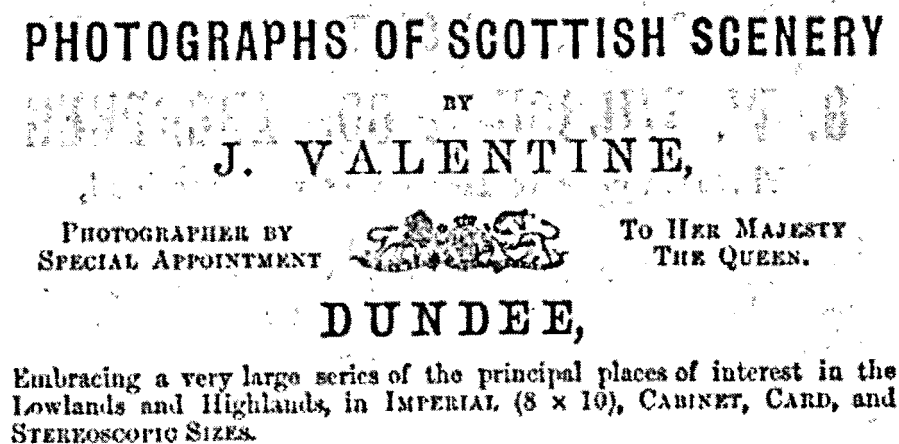 PHOTOGRAPHS OF SCOTTISH SCENERY
BY
J. VALENTINE,
PHOTOGRAPHER BY
SPECIAL APPOINTMENT
TO HER MAJESTY
THE QUEEN.
DUNDEE,
Embracing a very large series of the principal places of interest in the
Lowlands and Highlands, in IMPERIAL (8 x 10), CABINET, CARD, and
STEREOSCOPIC SIZES.